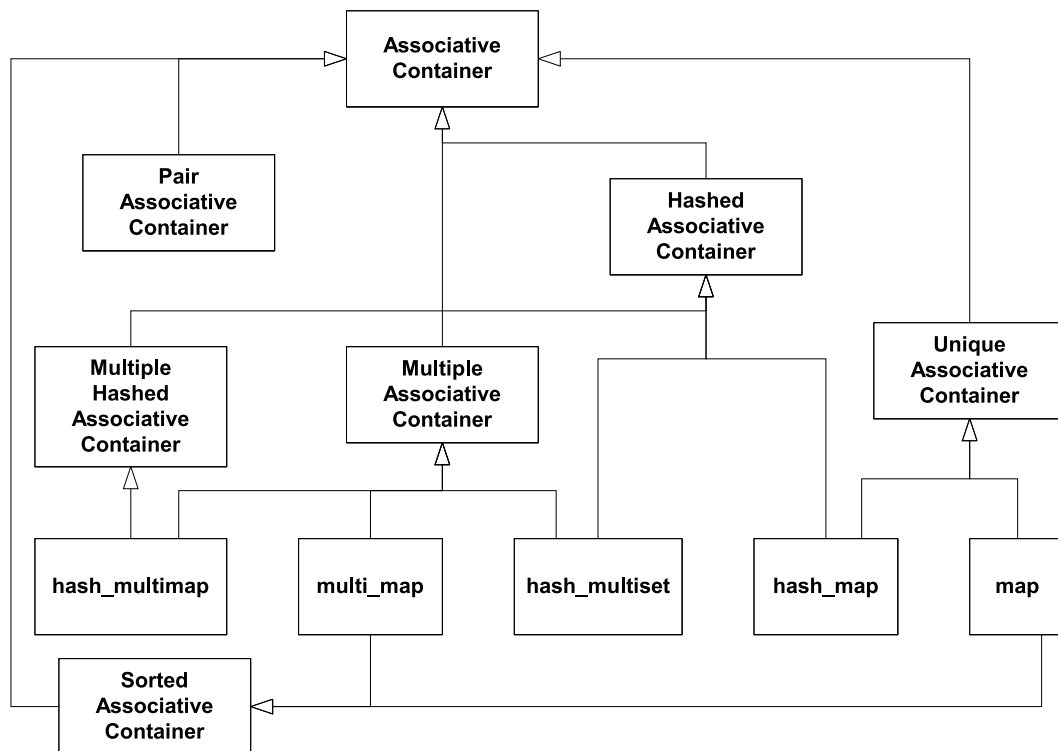 Associative
Container
Pair
Associative
Container
Hashed
Associative
Container
Multiple
Hashed
Associative
Container
Multiple
Associative
Container
Unique
Associative
Container
hash_multimap
multi_map
hash_multiset
hash_map
map
Sorted
Associative
Container